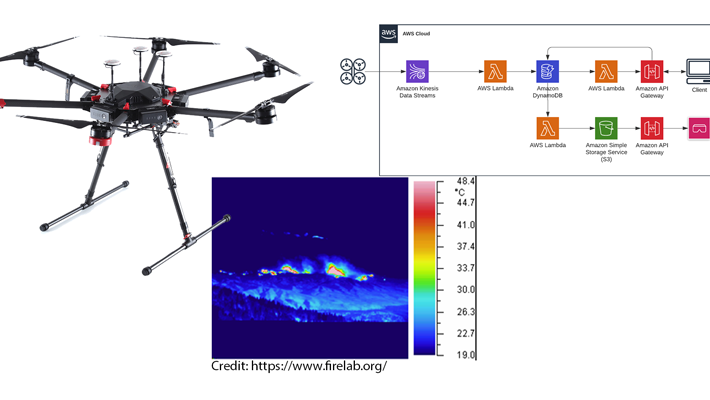 aws
AWS Cloud
Amazon Kinesis
Data Streams
AWS Lambda
Amazon
DynamoDB
AWS Lambda
Amazon API
Gateway
Client
AWS Lambda
Amazon Simple
Storage Service
(S3)
Amazon API
Gateway
48.4
°C
44.7
41.0
37.4
33.7
30.0
26.3
22.7
19.0
Credit: https://www.firelab.org/